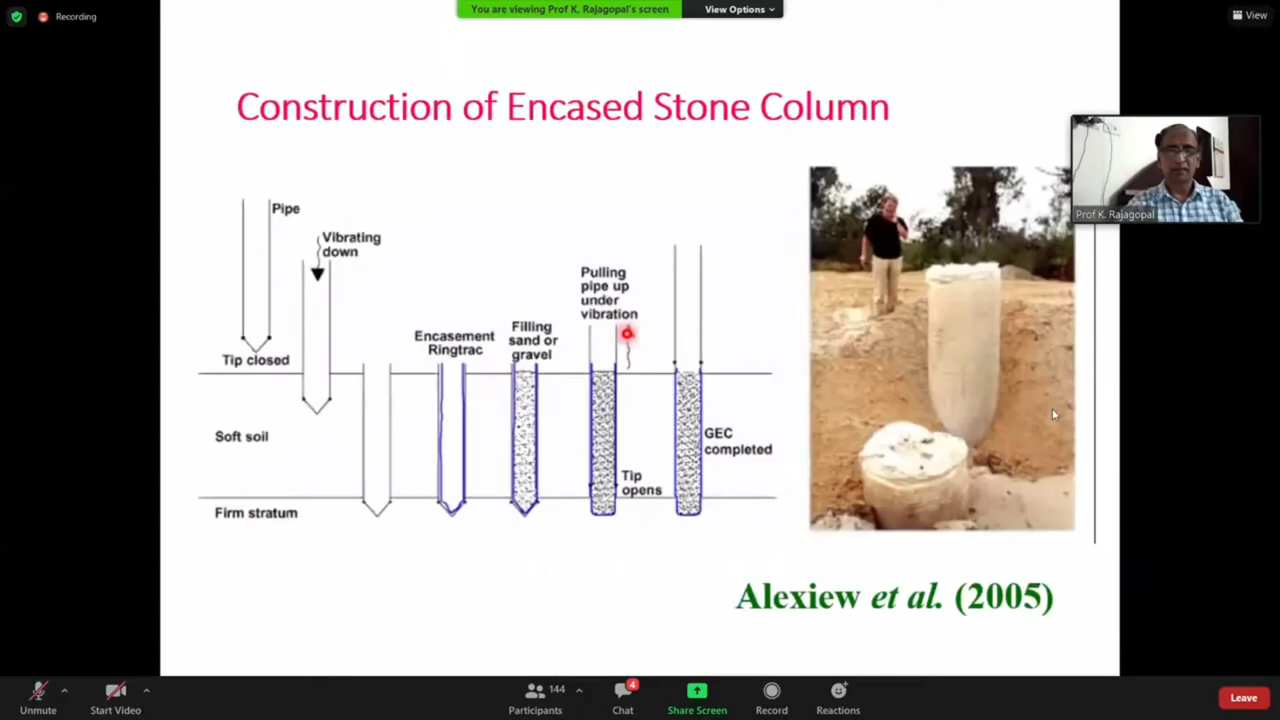 Recording
You are viewing Prof K. Rajagopal's screen
View Options
View
Construction of Encased Stone Column
Prof K. Rajagopal
Pipe
Vibrating
down
Tip closed
Encasement
Ringtrac
Filling
sand or
gravel
Pulling
pipe up
under
vibration
Soft soil
Tip
opens
GEC
completed
Firm stratum
Alexiew et al. (2005)
Unmute
Start Video
144
Participants
4
Chat
Share Screen
Record
Reactions
Leave